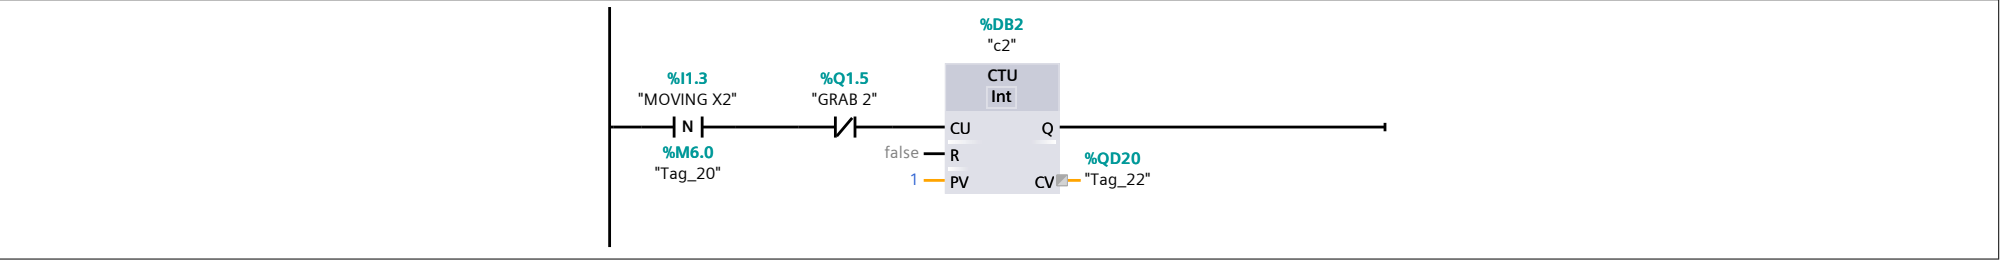 %DB2
"c2"
%I1.3
"MOVING X2"
N
%M6.0
"Tag_20"
%Q1.5
"GRAB 2"
CTU
Int
CU
Q
false
R
1
PV
CV
%QD20
"Tag_22"